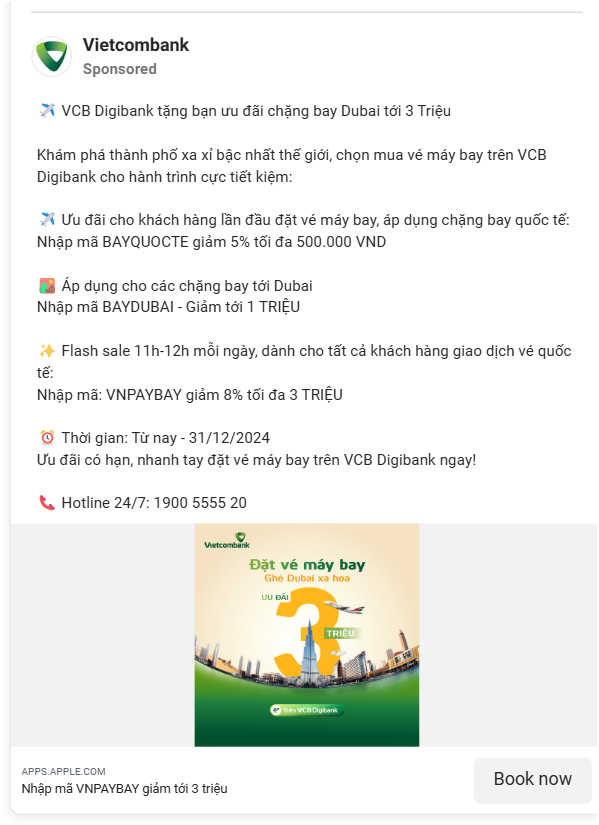 Vietcombank
Sponsored
VCB Digibank tặng bạn ưu đãi chặng bay Dubai tới 3 Triệu
Khám phá thành phố xa xỉ bậc nhất thế giới, chọn mua vé máy bay trên VCB
Digibank cho hành trình cực tiết kiệm:
Ưu đãi cho khách hàng lần đầu đặt vé máy bay, áp dụng chặng bay quốc tế:
Nhập mã BAYQUOCTE giảm 5% tối đa 500.000 VND
Áp dụng cho các chặng bay tới Dubai
Nhập mã BAYDUBAI - Giảm tới 1 TRIỆU
Flash sale 11h-12h mỗi ngày, dành cho tất cả khách hàng giao dịch vé quốc
tế:
Nhập mã: VNPAYBAY giảm 8% tối đa 3 TRIỆU
Thời gian: Từ nay - 31/12/2024
Ưu đãi có hạn, nhanh tay đặt vé máy bay trên VCB Digibank ngay!
Hotline 24/7: 1900 5555 20
Vietcombank
Đặt vé máy bay
Ghé Dubai xa hoa
ƯU ĐÃI
3
TRIỆU
Trên VCBDigibank
APPS.APPLE.COM
Nhập mã VNPAYBAY giảm tới 3 triệu
Book now